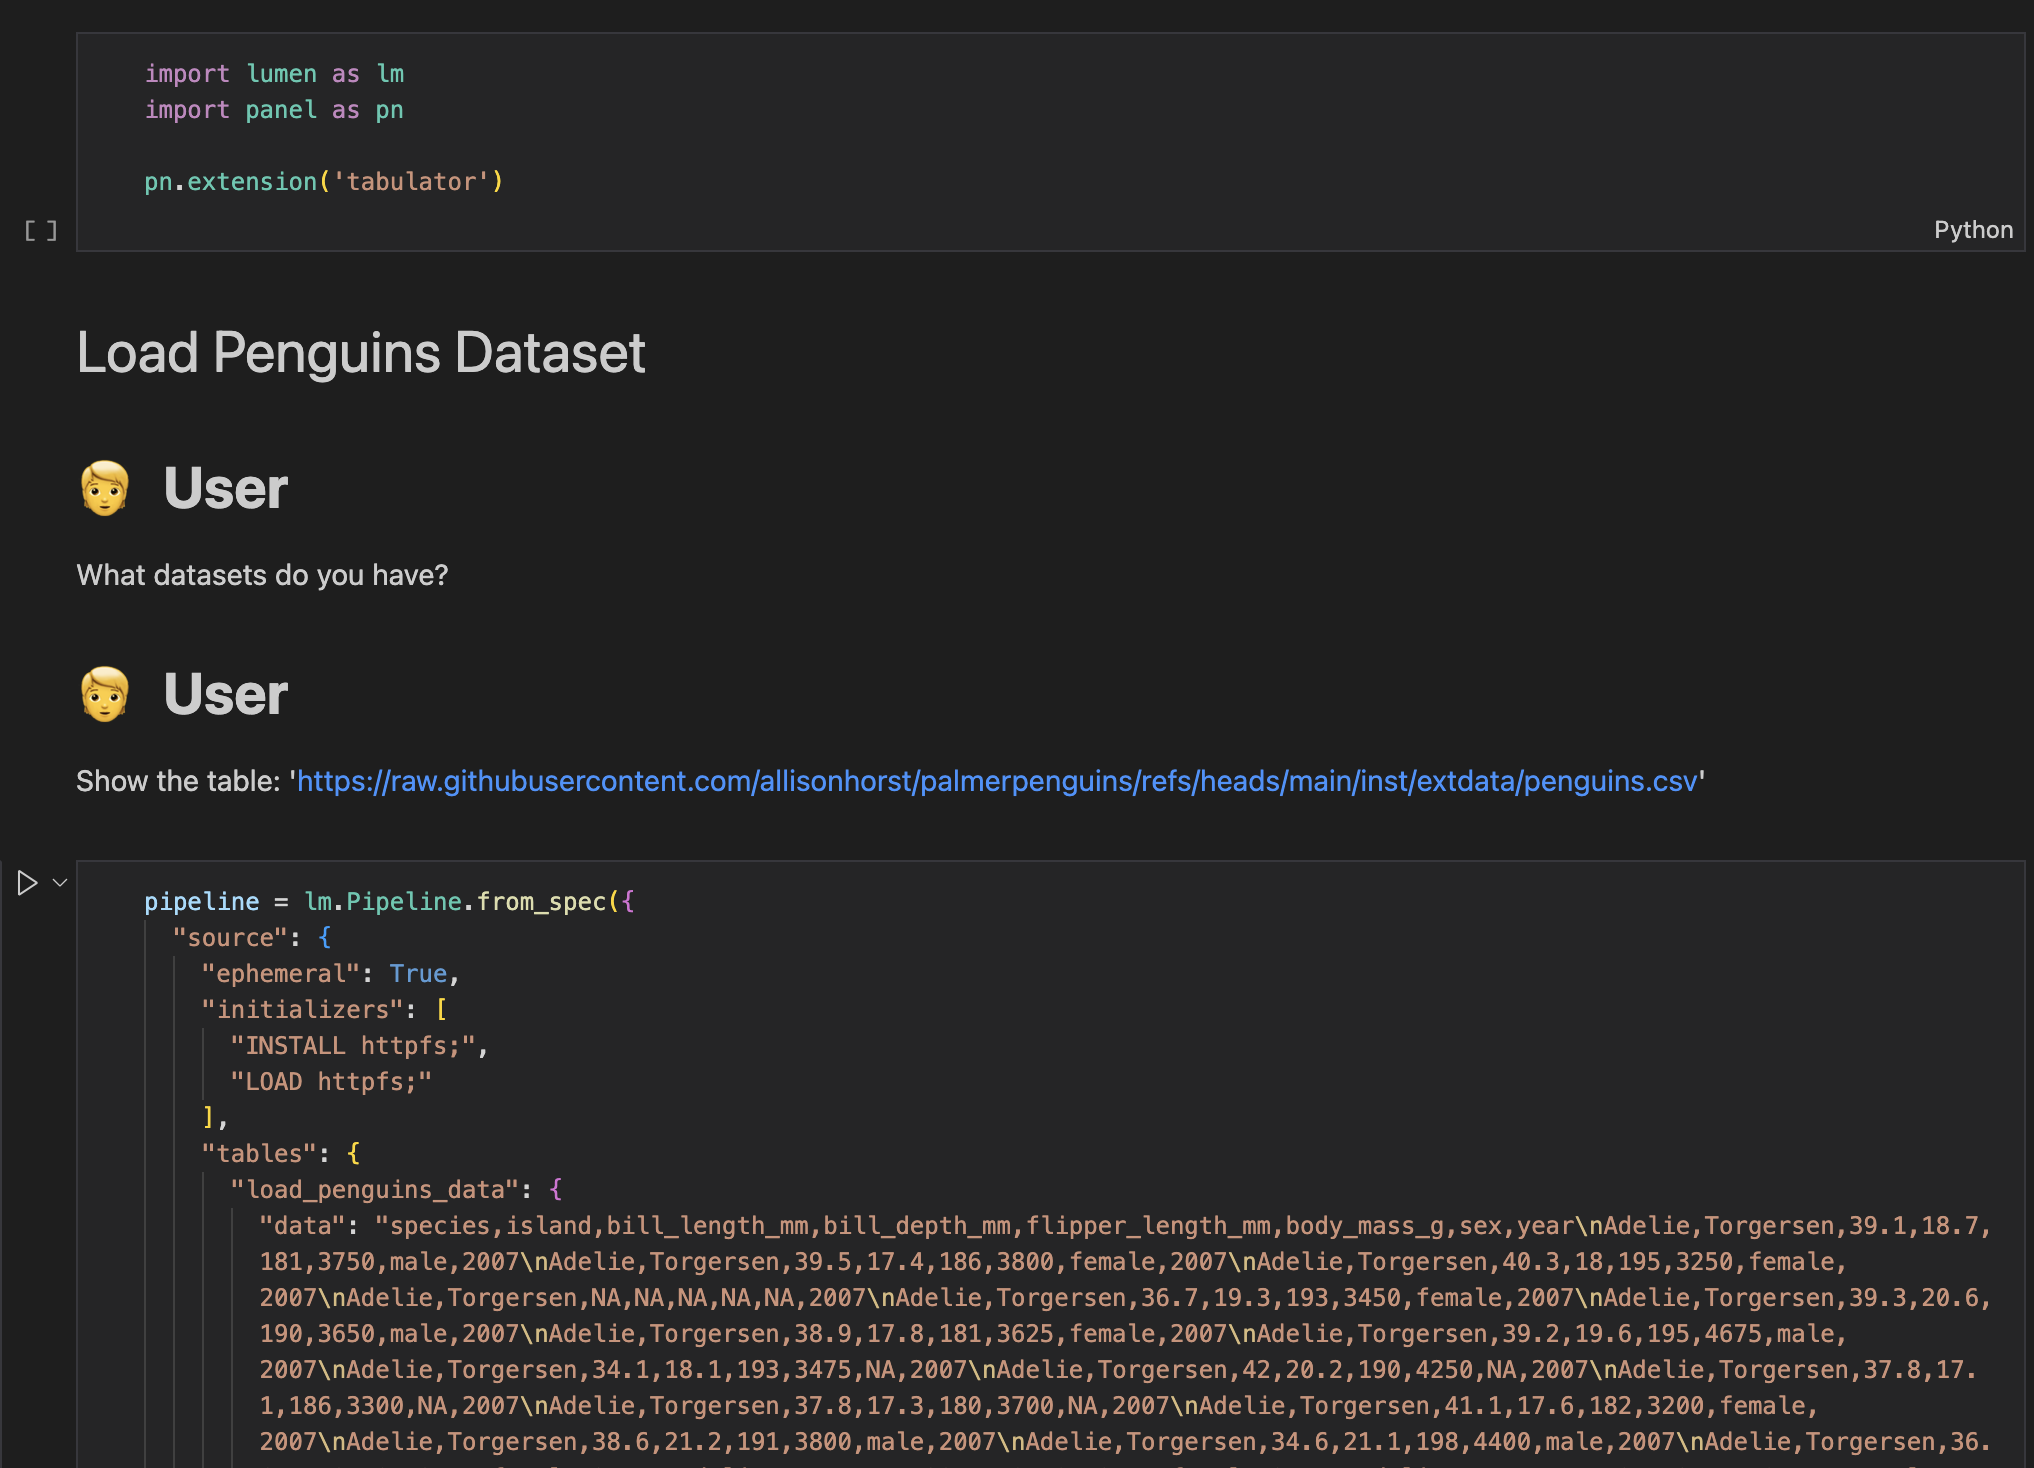 import lumen as lm
import panel as pn
pn.extension('tabulator')
[ ]
Python
Load Penguins Dataset
User
What datasets do you have?
User
Show the table: 'https://raw.githubusercontent.com/allisonhorst/palmerpenguins/refs/heads/main/inst/extdata/penguins.csv'
pipeline = lm.Pipeline.from_spec({
"source": {
"ephemeral": True,
"initializers": [
"INSTALL httpfs;",
"LOAD httpfs;"
],
"tables": {
"load_penguins_data": {
"data": "species,island,bill_length_mm,bill_depth_mm,flipper_length_mm,body_mass_g,sex,year\nAdelie,Torgersen,39.1,18.7,
181,3750,male,2007\nAdelie,Torgersen,39.5,17.4,186,3800,female,2007\nAdelie,Torgersen,40.3,18,195,3250,female,
2007\nAdelie,Torgersen,NA,NA,NA,NA,NA,2007\nAdelie,Torgersen,36.7,19.3,193,3450,female,2007\nAdelie,Torgersen,39.3,20.6,
190,3650,male,2007\nAdelie,Torgersen,38.9,17.8,181,3625,female,2007\nAdelie,Torgersen,39.2,19.6,195,4675,male,
2007\nAdelie,Torgersen,34.1,18.1,193,3475,NA,2007\nAdelie,Torgersen,42,20.2,190,4250,NA,2007\nAdelie,Torgersen,37.8,17.
1,186,3300,NA,2007\nAdelie,Torgersen,37.8,17.3,180,3700,NA,2007\nAdelie,Torgersen,41.1,17.6,182,3200,female,
2007\nAdelie,Torgersen,38.6,21.2,191,3800,male,2007\nAdelie,Torgersen,34.6,21.1,198,4400,male,2007\nAdelie,Torgersen,36.